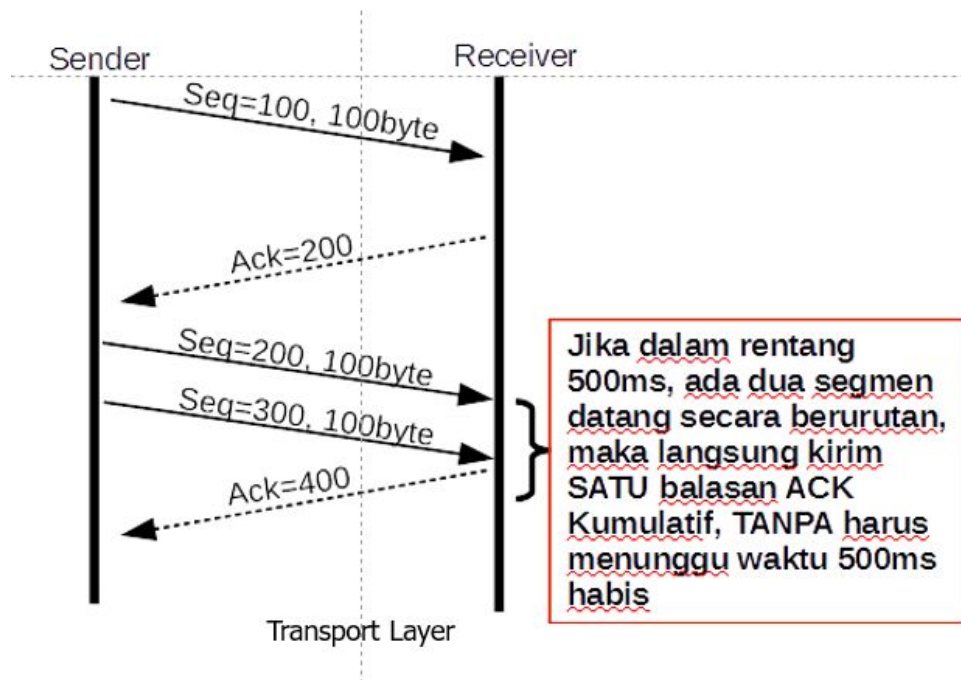 Sender
Receiver
Seq=100, 100byte
Ack=200
Seq=200, 100byte
Seq=300, 100byte
Ack=400
Jika dalam rentang
500ms, ada dua segmen
datang secara berurutan,
maka langsung kirim
SATU balasan ACK
Kumulatif, TANPA harus
menunggu waktu 500ms
habis
Transport Layer